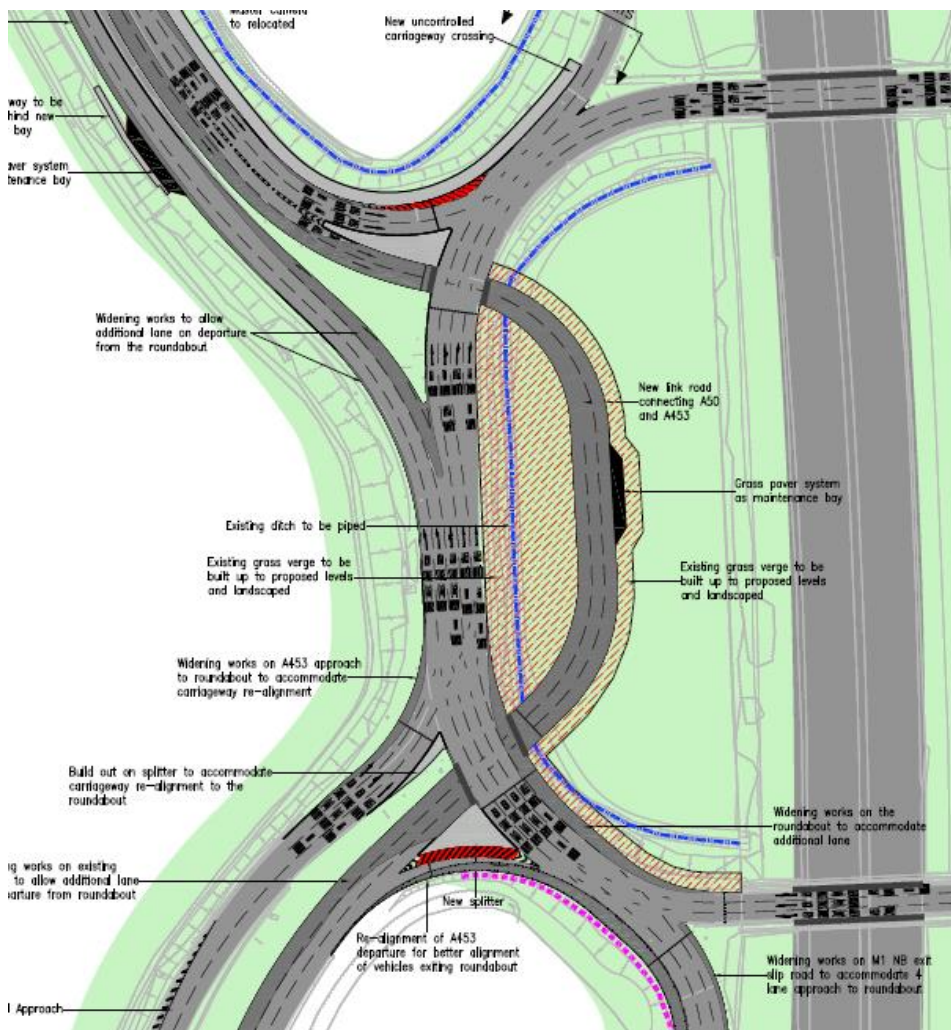 to relocated
New uncontrolled
carriageway crossing
way to be
bay
Widening works to allow
additional lane on departure
from the roundabout
New link road
connecting A50
and A453
Grass paver system
as maintenance bay
Existing ditch to be piped
Existing grass verge to be
built up to proposed levels
and landscaped
Existing grass verge to be
built up to proposed levels
and landscaped
Widening works on A453 approach
to roundabout to accommodate
carriageway re-alignment
Build out on splitter to accommodate
carriageway re-alignment to the
roundabout
Widening works on the
roundabout to accommodate
additional lane
works on existing
to allow additional lane
from roundabout
New splitter
Re-alignment of A453
departure for better alignment
of vehicles exiting roundabout
Widening works on M1 NB exit
slip road to accommodate 4
lane approach to roundabout
Approach